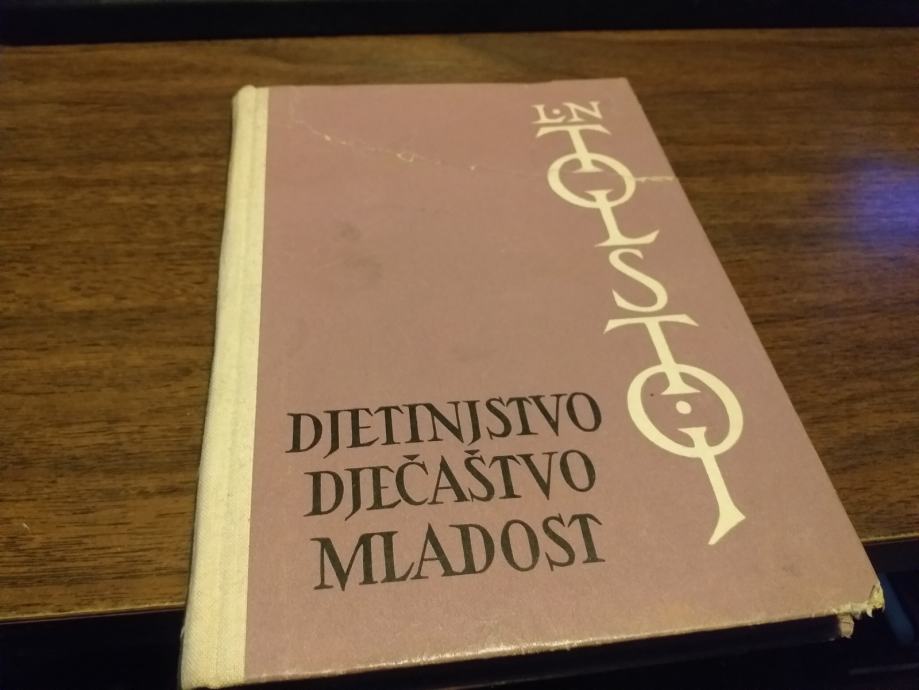 L·N
TOLSTOJ
DJETINJSTVO
DJEČAŠTVO
MLADOST